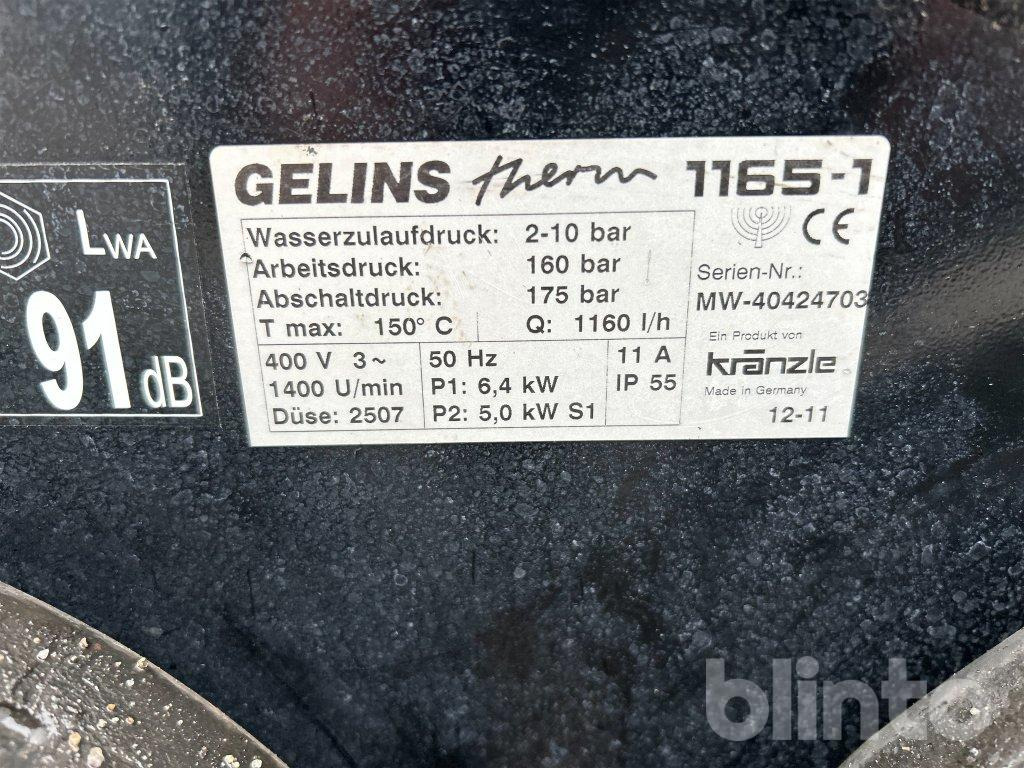 LWA
91 dB
GELINS therm 1165-1
Wasserzulaufdruck: 2-10 bar
Arbeitsdruck: 160 bar
Abschaltdruck: 175 bar
T max: 150° C Q: 1160 l/h
400 V 3~ 50 Hz 11 A
1400 U/min P1: 6,4 kW IP 55
Düse: 2507 P2: 5,0 kW S1
CE
Serien-Nr.:
MW-40424703
Ein Produkt von
kränzle
Made in Germany
12-11
blinto